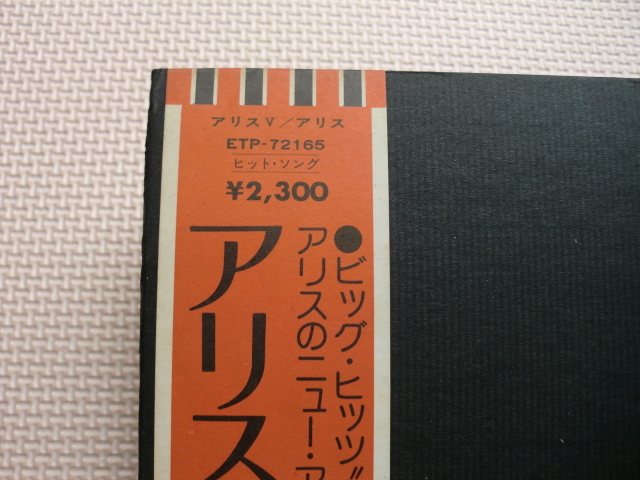 アリスⅤ/アリス
ETP-72165
ヒット・ソング
¥2,300
●ビッグ・ヒッツ〃
アリスのニュー・ア
アリス